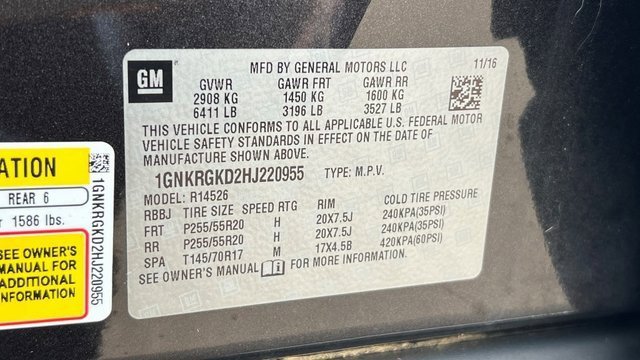 MFD BY GENERAL MOTORS LLC 11/16
GM
GVWR GAWR FRT GAWR RR
2908 KG 1450 KG 1600 KG
6411 LB 3196 LB 3527 LB
THIS VEHICLE CONFORMS TO ALL APPLICABLE U.S. FEDERAL MOTOR
VEHICLE SAFETY STANDARDS IN EFFECT ON THE DATE OF
MANUFACTURE SHOWN ABOVE.
1GNKRGKD2HJ220955 TYPE: M.P.V.
MODEL: R14526
RBBJ TIRE SIZE SPEED RTG RIM COLD TIRE PRESSURE
FRT P255/55R20 H 20X7.5J 240KPA(35PSI)
RR P255/55R20 H 20X7.5J 240KPA(35PSI)
SPA T145/70R17 M 17X4.5B 420KPA(60PSI)
SEE OWNER'S MANUAL FOR MORE INFORMATION.
ATION
REAR 6
r 1586 lbs.
SEE OWNER'S
MANUAL FOR
ADDITIONAL
INFORMATION
1GNKRGKD2HJ220955